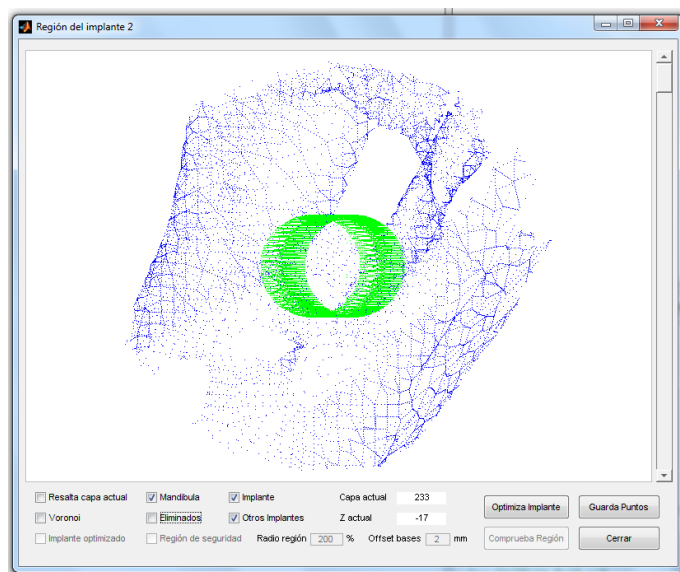 Región del implante 2
Resalta capa actual Mandíbula Implante Capa actual 233
Optimiza Implante Guarda Puntos
Voronoi Eliminados Otros Implantes Z actual -17
Implante optimizado Región de seguridad Radio región 200 % Offset bases 2 mm Comprueba Región Cerrar